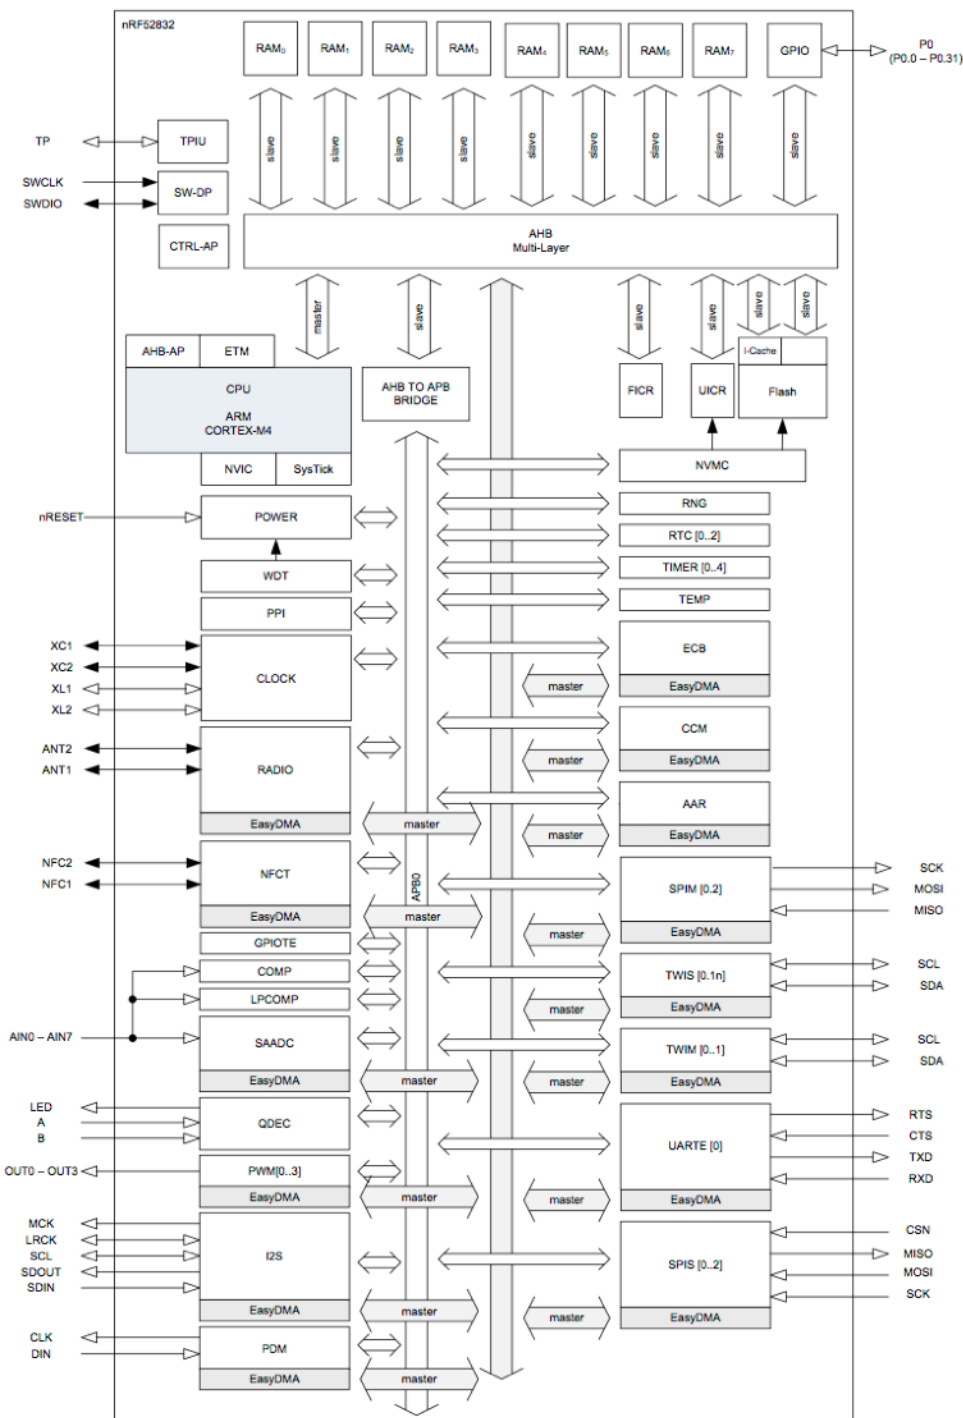 nRF52832
RAM0
RAM1
RAM2
RAM3
RAM4
RAM5
RAM6
RAM7
GPIO
P0
(P0.0 – P0.31)
slave
slave
slave
slave
slave
slave
slave
slave
slave
TP
TPIU
SWCLK
SWDIO
SW-DP
CTRL-AP
AHB
Multi-Layer
master
slave
slave
slave
slave
slave
AHB-AP
ETM
CPU
ARM
CORTEX-M4
NVIC
SysTick
AHB TO APB
BRIDGE
FICR
UICR
I-Cache
Flash
NVMC
nRESET
POWER
RNG
RTC [0..2]
WDT
TIMER [0..4]
PPI
TEMP
XC1
XC2
XL1
XL2
CLOCK
ECB
master
EasyDMA
ANT2
ANT1
RADIO
EasyDMA
master
CCM
master
EasyDMA
AAR
master
EasyDMA
NFC2
NFC1
NFCT
EasyDMA
master
APB0
SPIM [0.2]
master
EasyDMA
SCK
MOSI
MISO
GPIOTE
COMP
LPCOMP
AIN0 – AIN7
SAADC
EasyDMA
master
TWIS [0.1n]
master
EasyDMA
SCL
SDA
TWIM [0..1]
master
EasyDMA
SCL
SDA
LED
A
B
QDEC
OUT0 – OUT3
PWM[0..3]
EasyDMA
master
UARTE [0]
master
EasyDMA
RTS
CTS
TXD
RXD
MCK
LRCK
SCL
SDOUT
SDIN
I2S
EasyDMA
master
SPIS [0..2]
master
EasyDMA
CSN
MISO
MOSI
SCK
CLK
DIN
PDM
EasyDMA
master